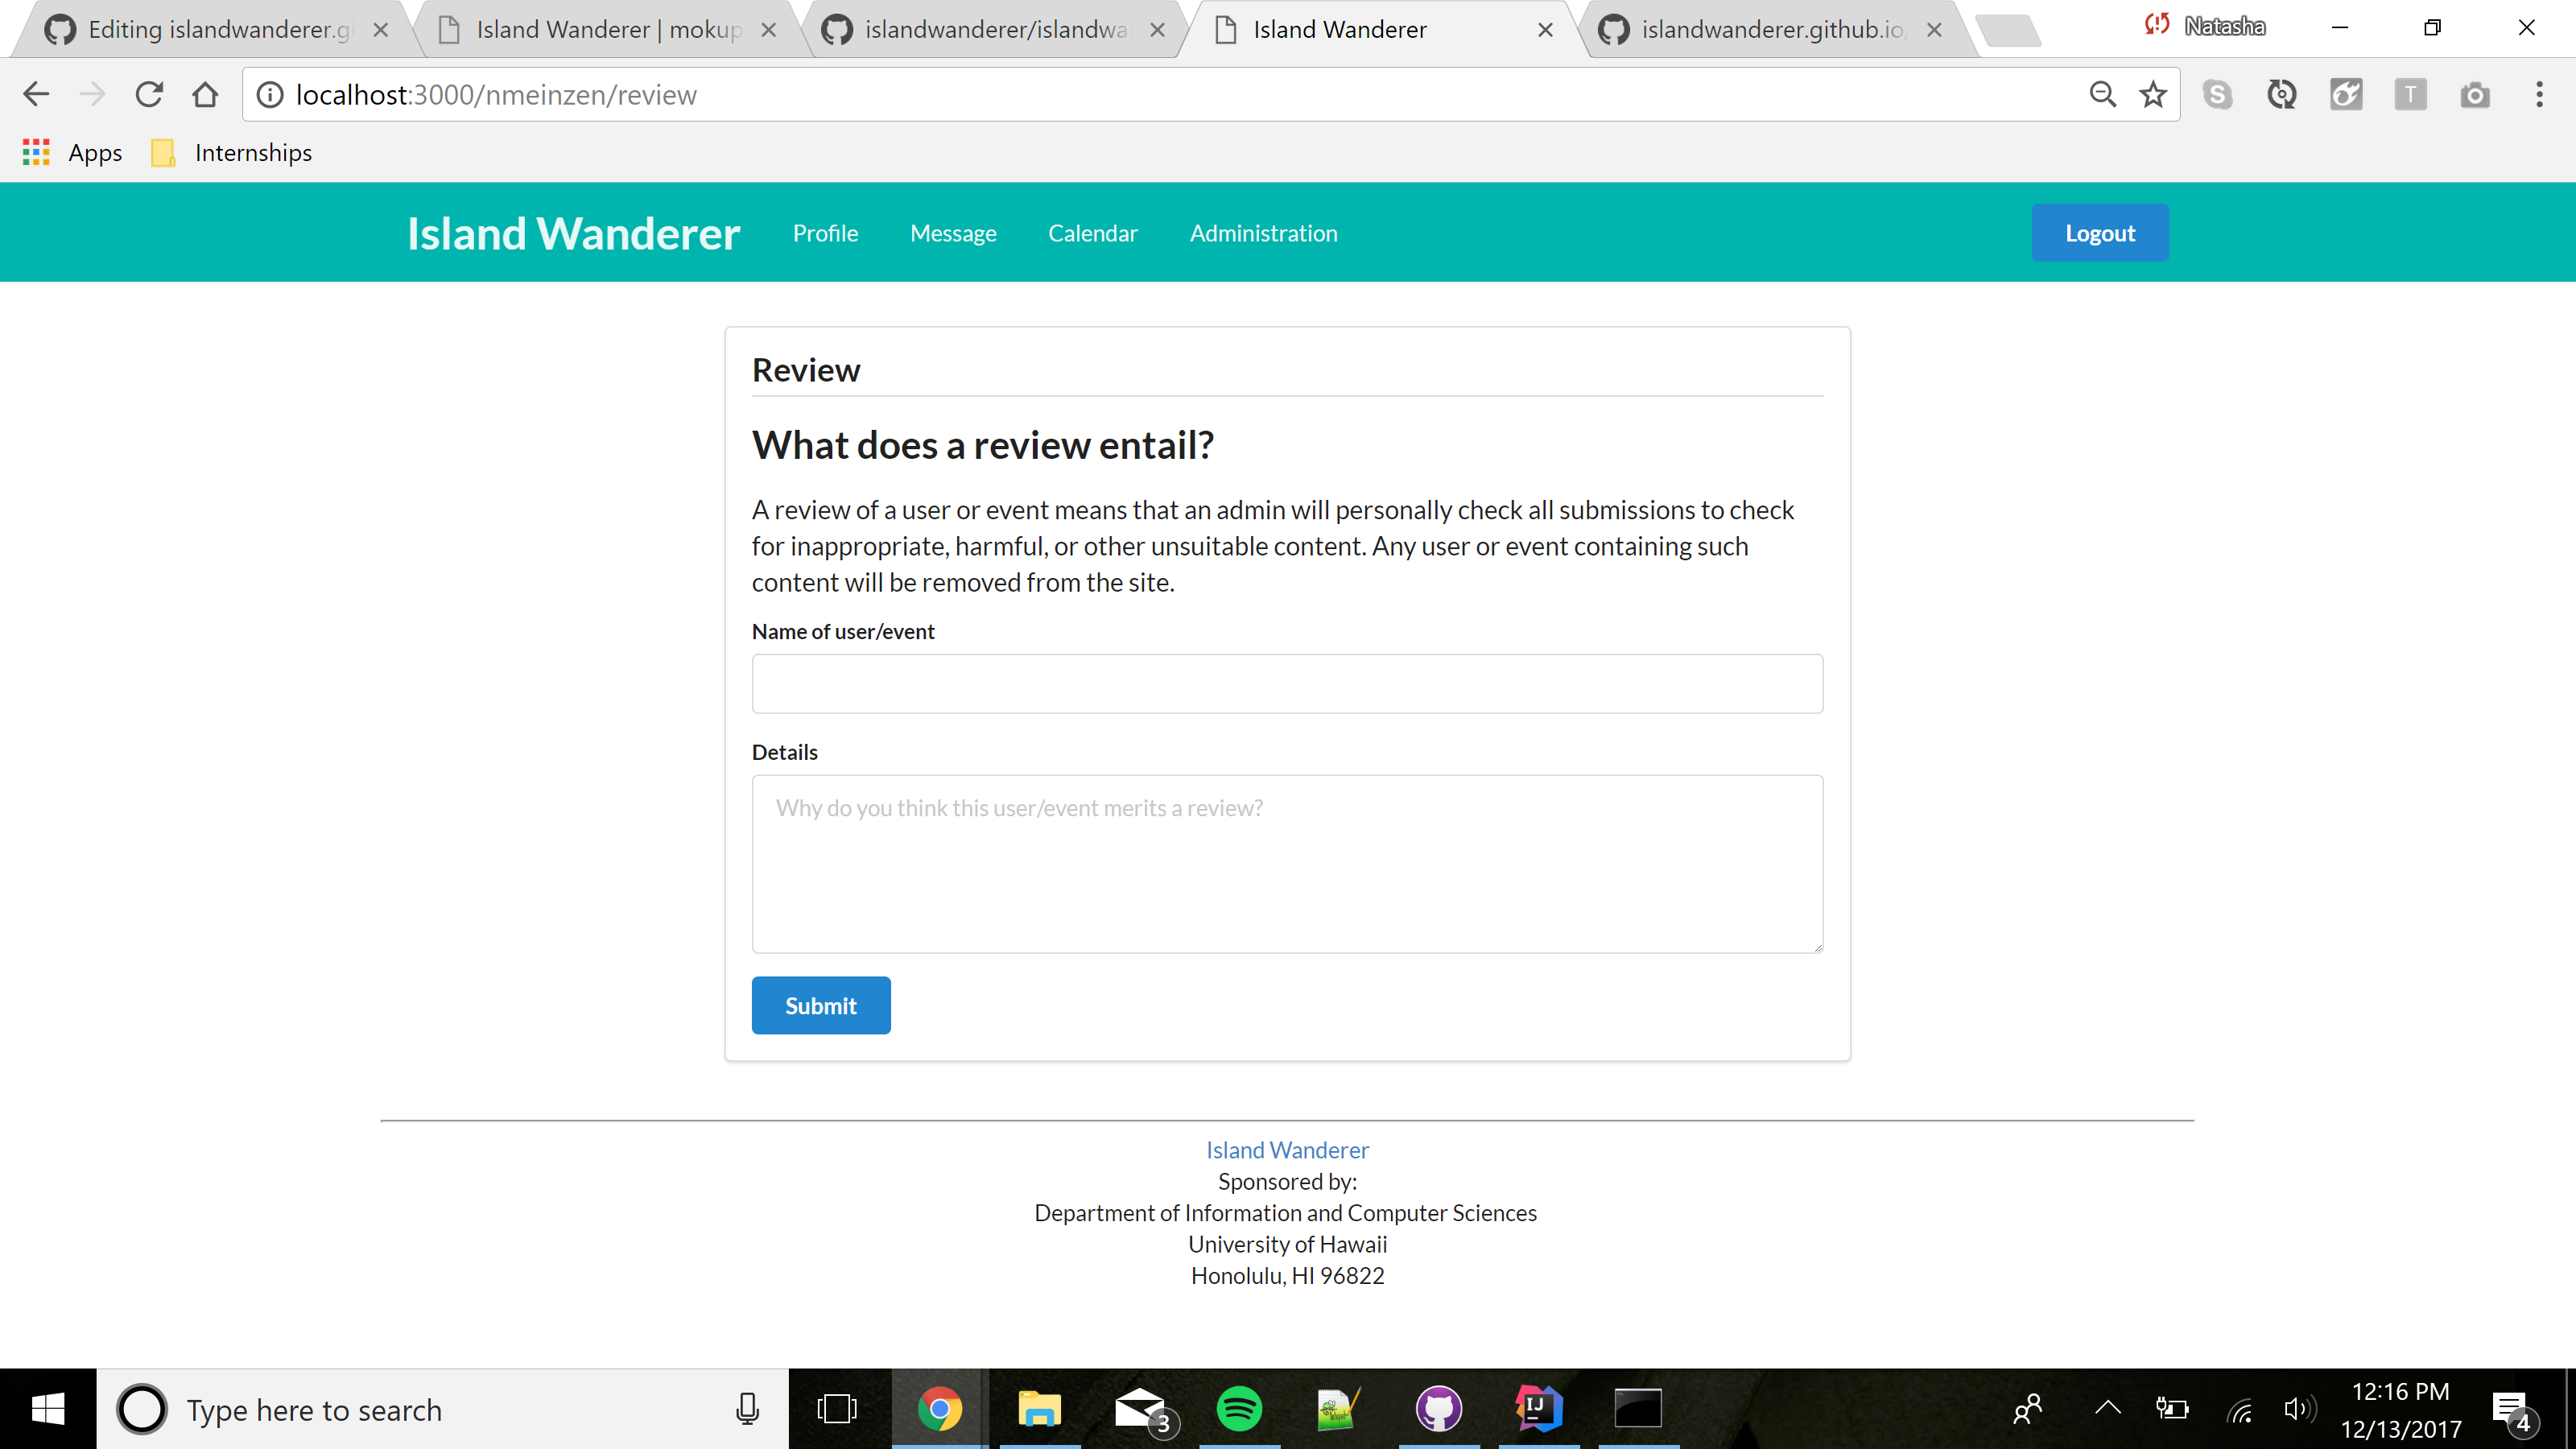 Editing islandwanderer.gi
Island Wanderer | mokup
islandwanderer/islandwa
Island Wanderer
islandwanderer.github.io/
Natasha
localhost:3000/nmeinzen/review
S
T
Apps
Internships
Island Wanderer
Profile
Message
Calendar
Administration
Logout
Review
What does a review entail?
A review of a user or event means that an admin will personally check all submissions to check
for inappropriate, harmful, or other unsuitable content. Any user or event containing such
content will be removed from the site.
Name of user/event
Details
Why do you think this user/event merits a review?
Submit
Island Wanderer
Sponsored by:
Department of Information and Computer Sciences
University of Hawaii
Honolulu, HI 96822
Type here to search
3
IJ
12:16 PM
12/13/2017
4